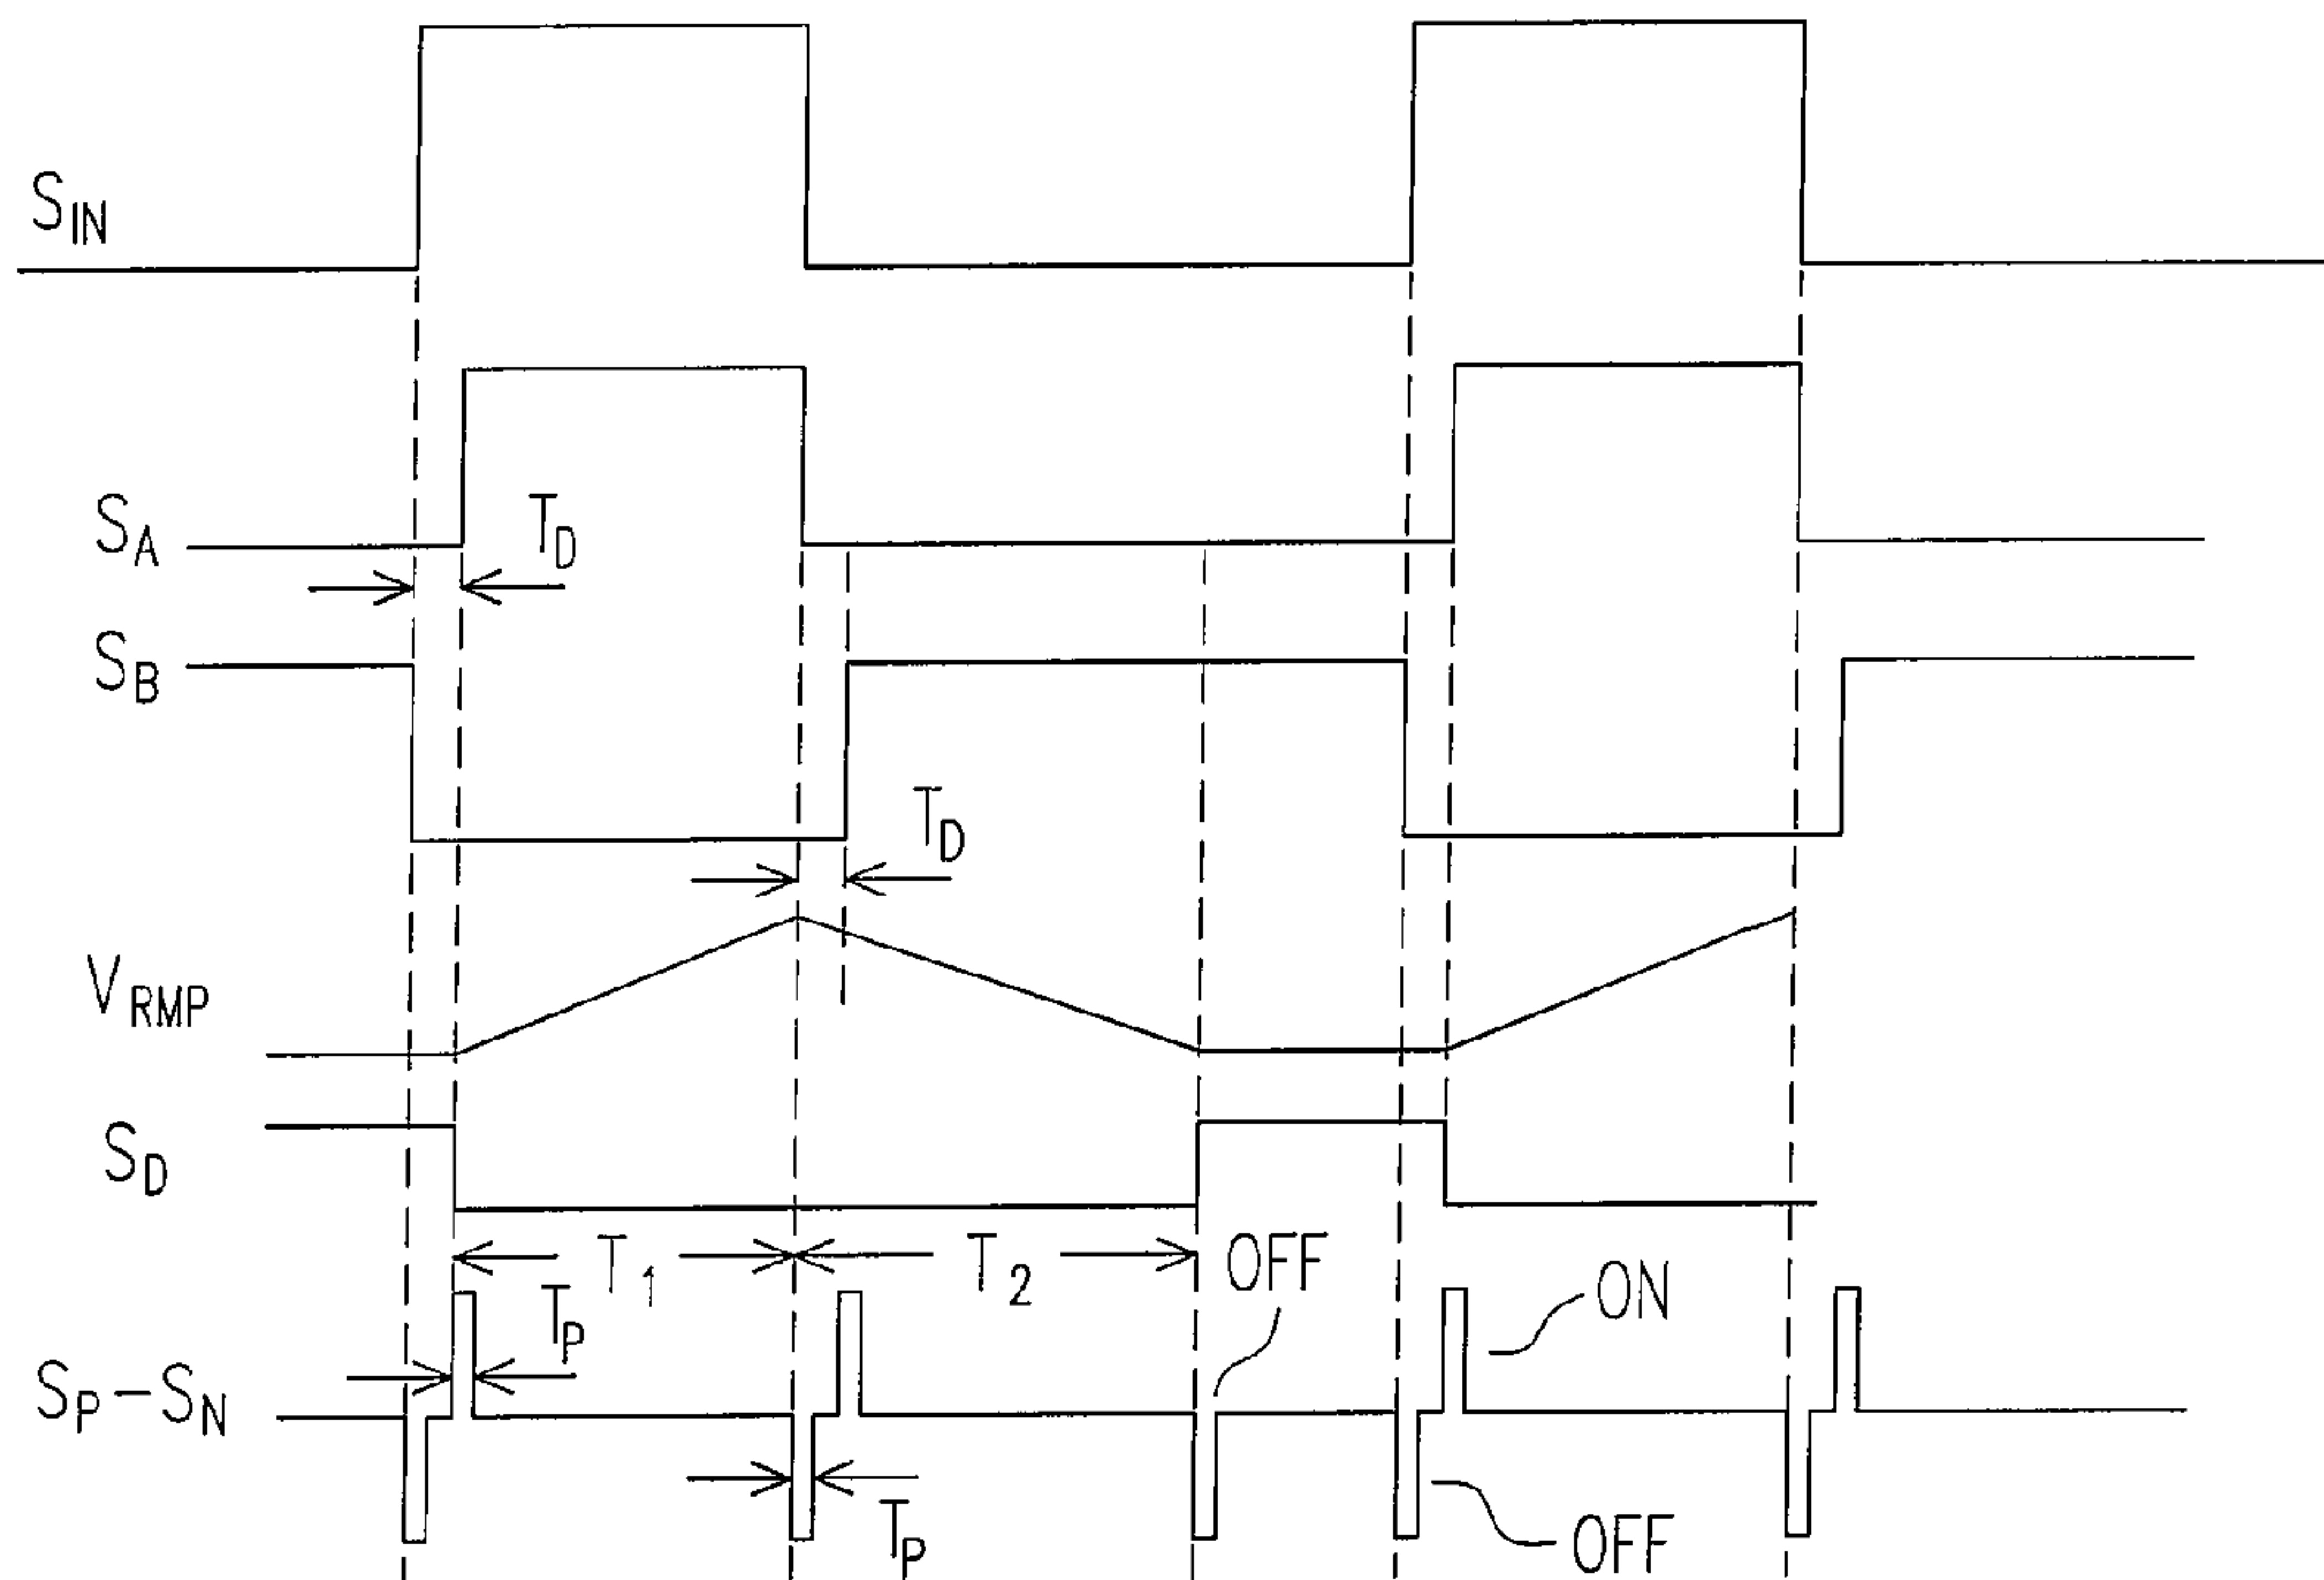 S_IN
S_A
T_D
S_B
T_D
V_RMP
S_D
T_1
T_2
OFF
ON
T_P
S_P-S_N
T_P
OFF